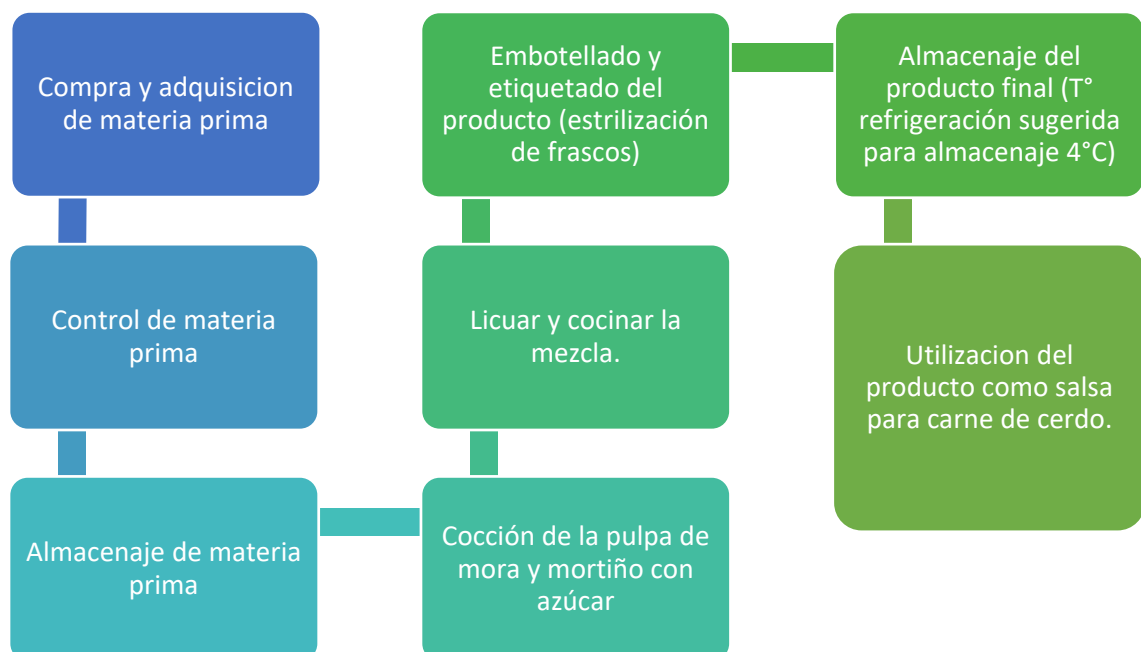 Compra y adquisicion
de materia prima
Control de materia
prima
Almacenaje de materia
prima
Cocción de la pulpa de
mora y mortiño con
azúcar
Licuar y cocinar la
mezcla.
Embotellado y
etiquetado del
producto (estrilización
de frascos)
Almacenaje del
producto final (T°
refrigeración sugerida
para almacenaje 4°C)
Utilizacion del
producto como salsa
para carne de cerdo.